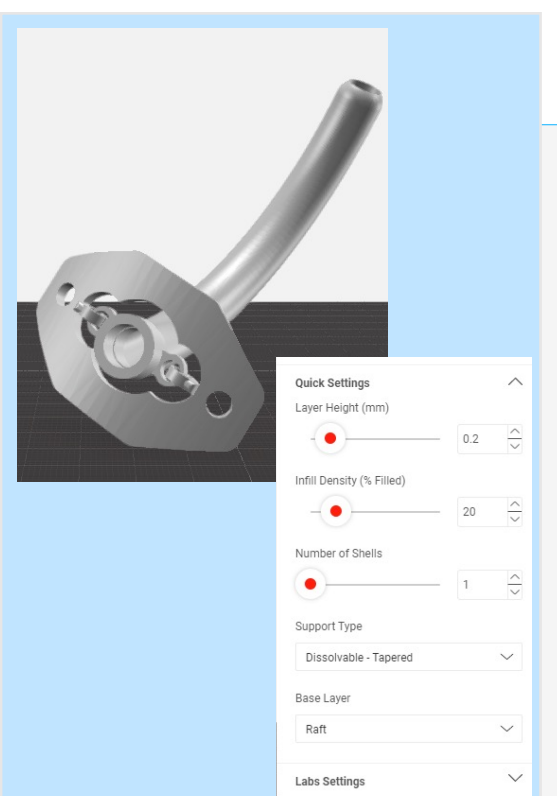 Quick Settings
Layer Height (mm)
0.2
Infill Density (% Filled)
20
Number of Shells
1
Support Type
Dissolvable - Tapered
Base Layer
Raft
Labs Settings